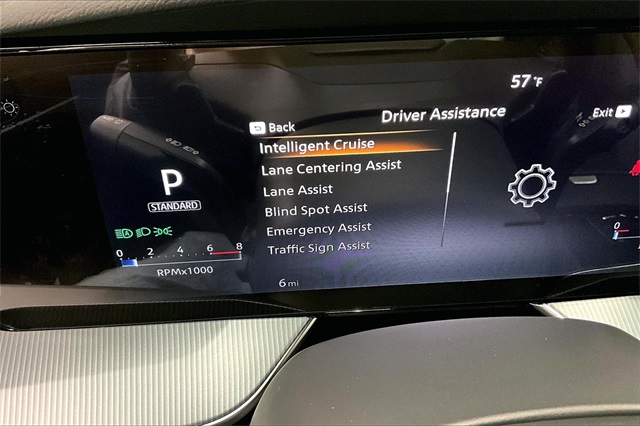 57°F
Driver Assistance
Back
Exit
Intelligent Cruise
Lane Centering Assist
Lane Assist
Blind Spot Assist
Emergency Assist
Traffic Sign Assist
P
STANDARD
0 2 4 6 8
RPMx1000
6 mi
0